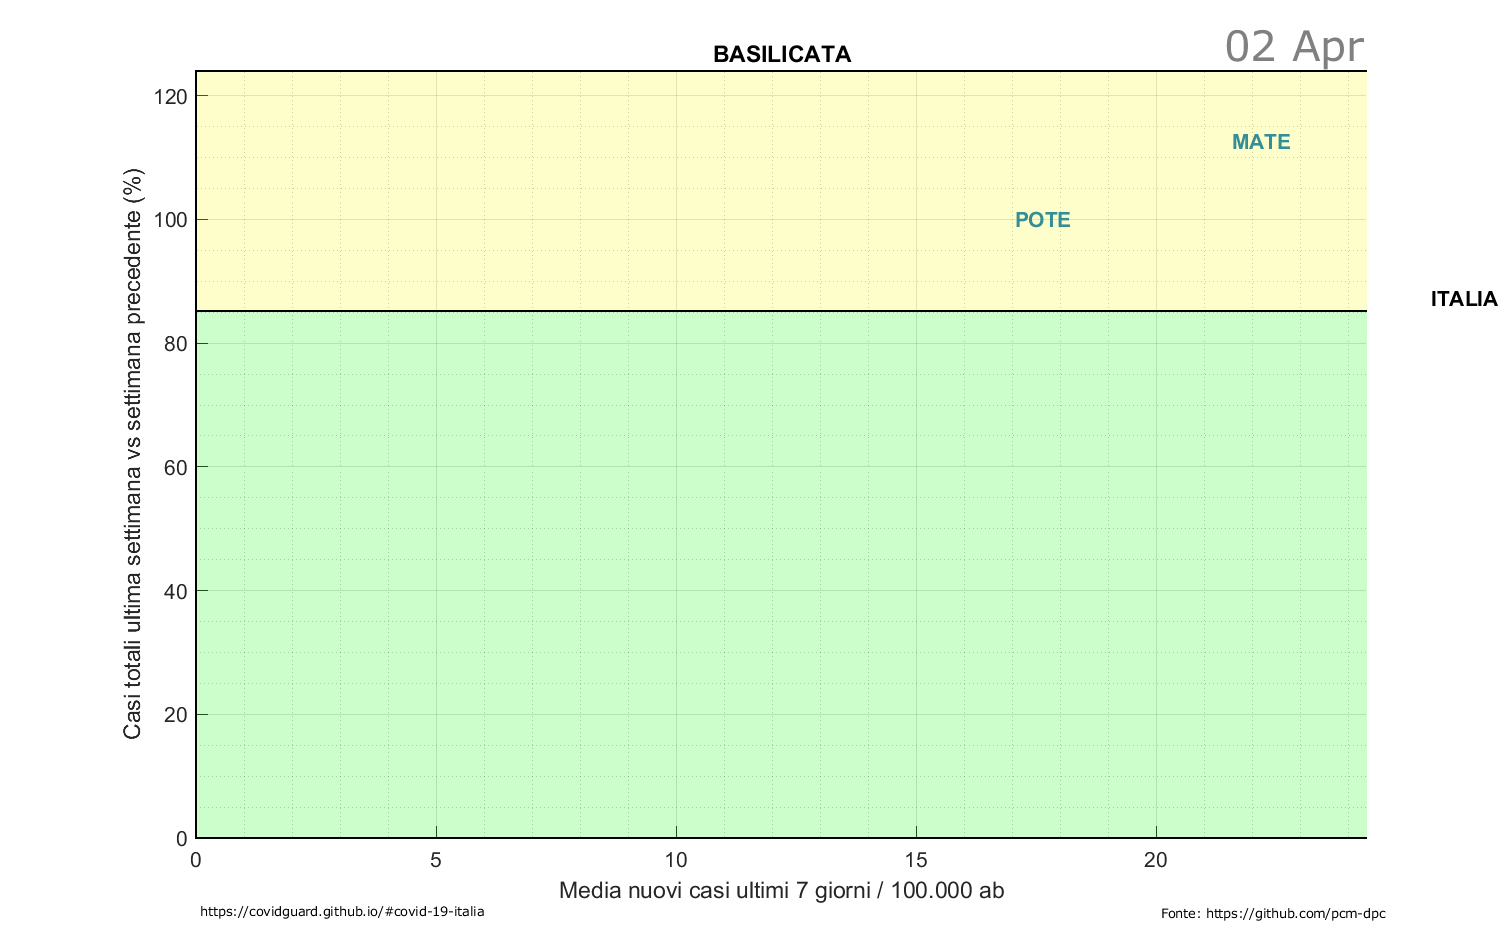 BASILICATA
02 Apr
120
100
80
60
40
20
0
Casi totali ultima settimana vs settimana precedente (%)
MATE
POTE
ITALIA
0 5 10 15 20
Media nuovi casi ultimi 7 giorni / 100.000 ab
https://covidguard.github.io/#covid-19-italia
Fonte: https://github.com/pcm-dpc